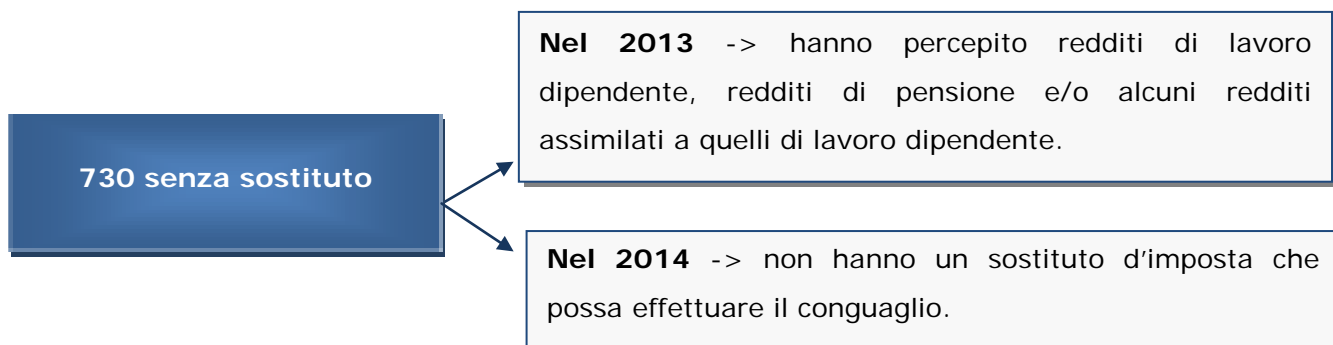 730 senza sostituto
Nel 2013 -> hanno percepito redditi di lavoro
dipendente, redditi di pensione e/o alcuni redditi
assimilati a quelli di lavoro dipendente.
Nel 2014 -> non hanno un sostituto d'imposta che
possa effettuare il conguaglio.